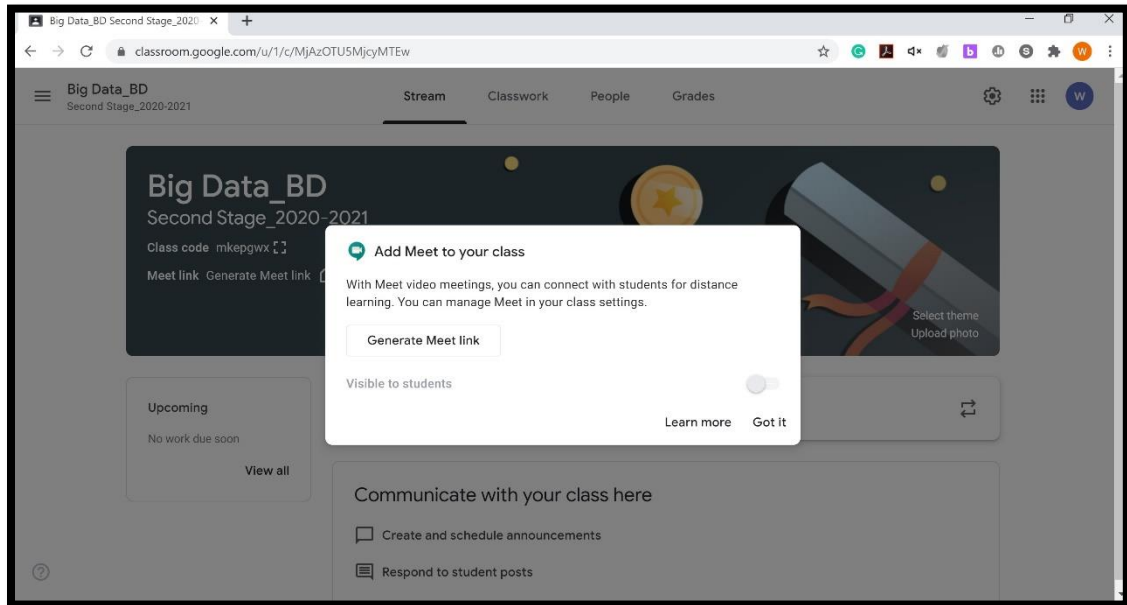 Big Data_BD Second Stage_2020-
classroom.google.com/u/1/c/MjAzOTU5MjcyMTEw
Big Data_BD
Second Stage_2020-2021
Stream
Classwork
People
Grades
W
W
Big Data_BD
Second Stage_2020-2021
Class code mkepgwx
Meet link Generate Meet link
Select theme
Upload photo
Add Meet to your class
With Meet video meetings, you can connect with students for distance
learning. You can manage Meet in your class settings.
Generate Meet link
Visible to students
Learn more Got it
Upcoming
No work due soon
View all
Communicate with your class here
Create and schedule announcements
Respond to student posts